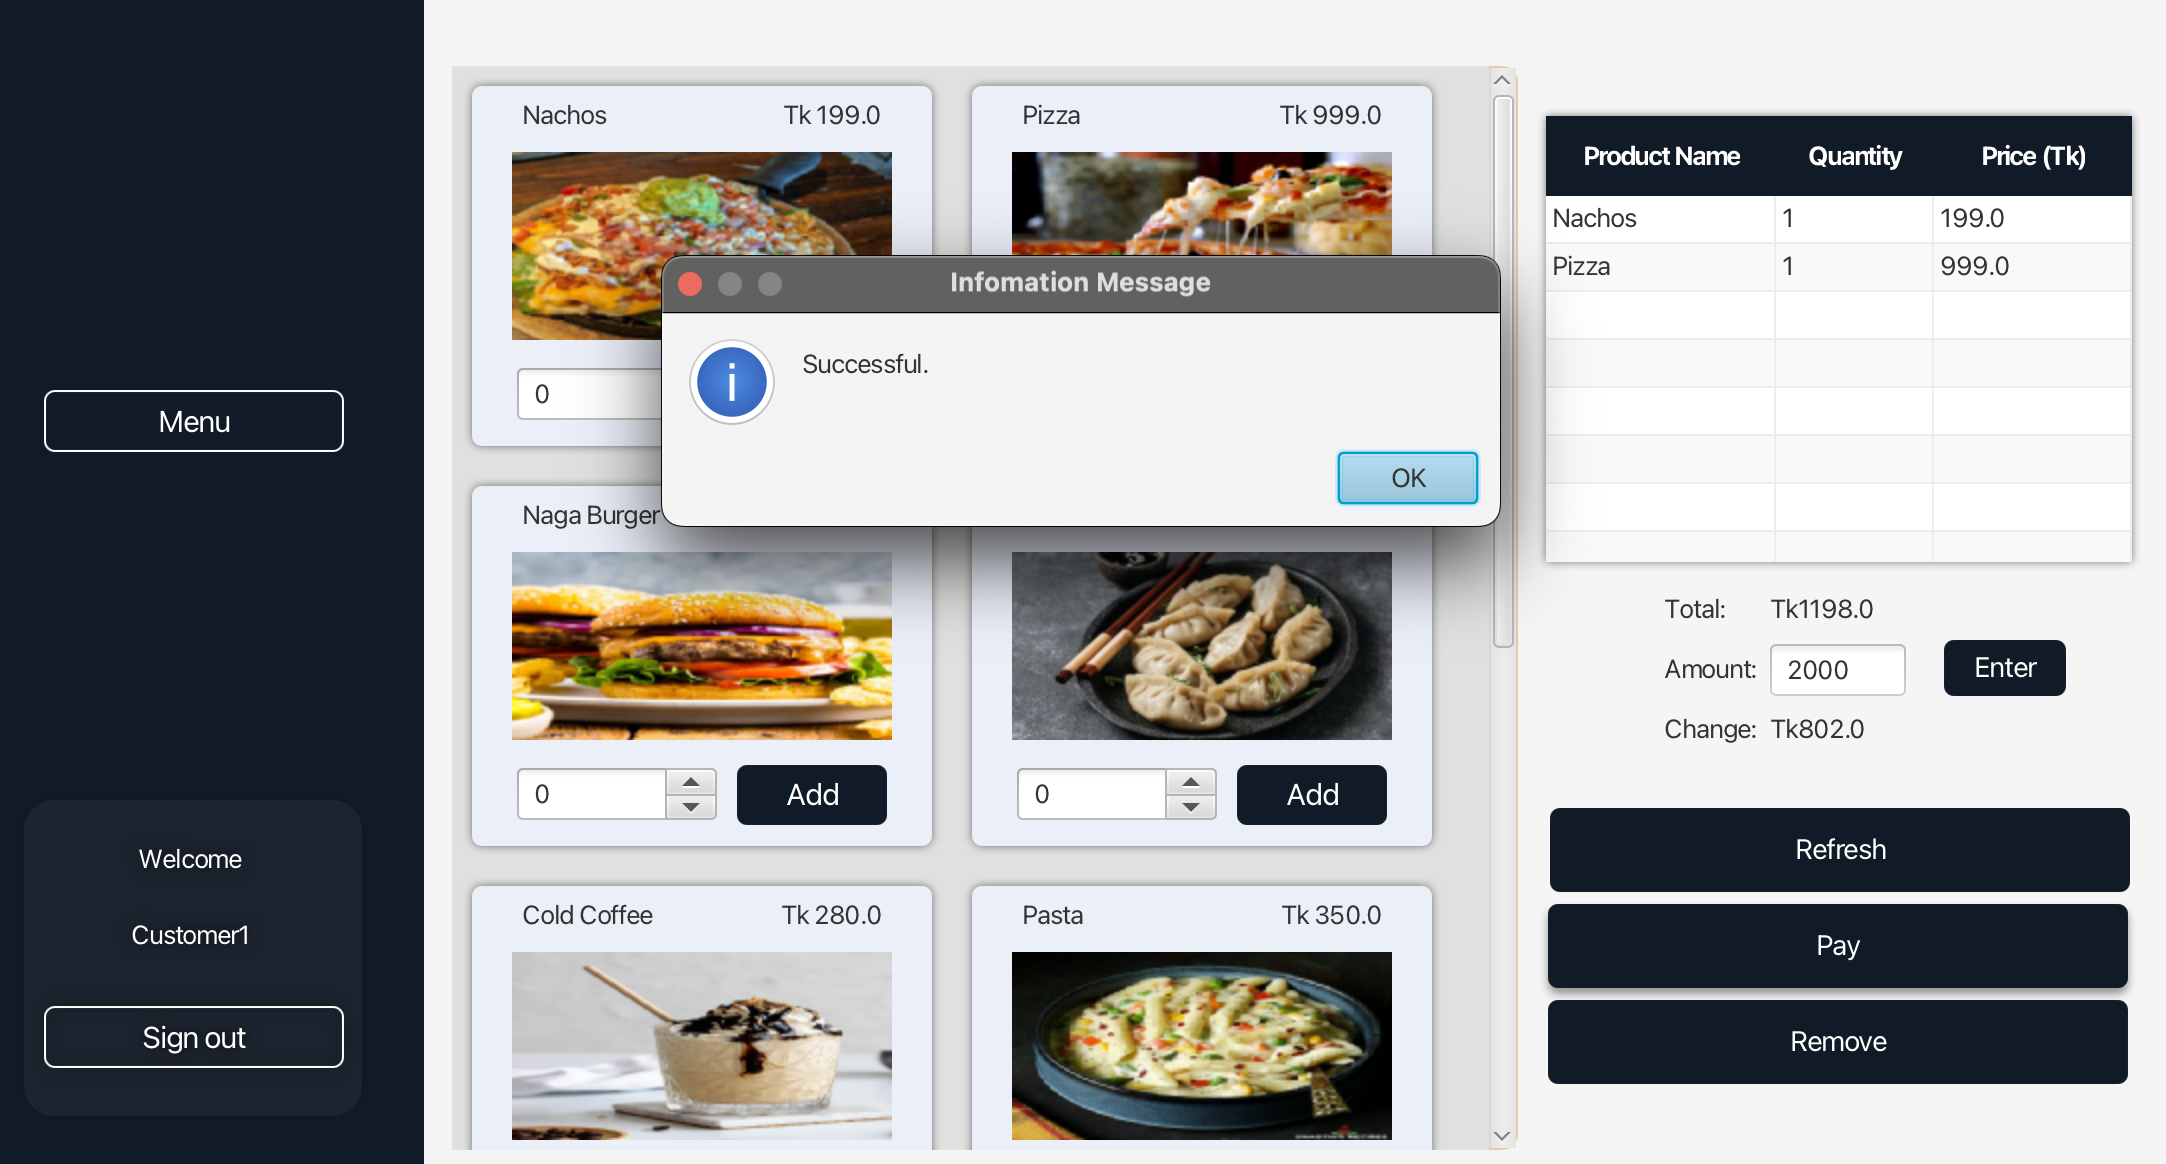 Menu
Welcome
Customer1
Sign out
Nachos Tk 199.0
Pizza Tk 999.0
0
Infomation Message
Successful.
OK
Naga Burger
0 Add
0 Add
Cold Coffee Tk 280.0
Pasta Tk 350.0
Product Name Quantity Price (Tk)
Nachos 1 199.0
Pizza 1 999.0
Total: Tk1198.0
Amount: 2000 Enter
Change: Tk802.0
Refresh
Pay
Remove